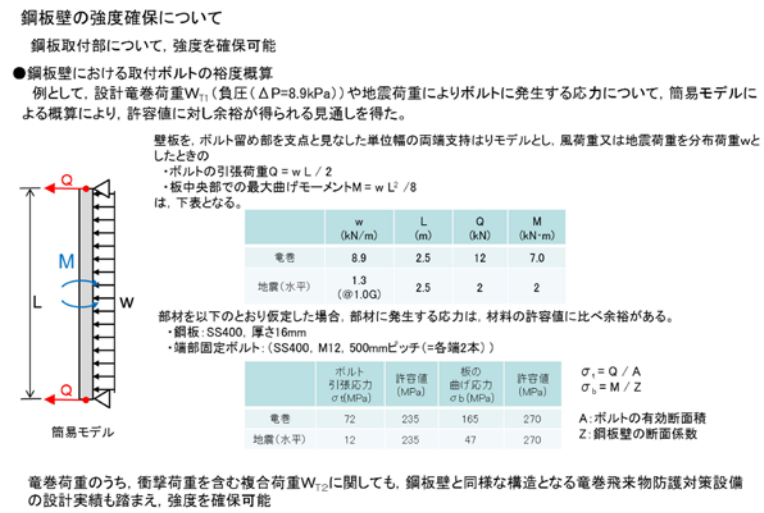 鋼板壁の強度確保について
鋼板取付部について, 強度を確保可能
●鋼板壁における取付ボルトの裕度概算
例として, 設計竜巻荷重WT1(負圧(ΔP=8.9kPa))や地震荷重によりボルトに発生する応力について, 簡易モデルに
よる概算により, 許容値に対し余裕が得られる見通しを得た。
壁板を, ボルト留め部を支点と見なした単位幅の両端支持はりモデルとし, 風荷重又は地震荷重を分布荷重wと
したときの
・ボルトの引張荷重Q = w L / 2
・板中央部での最大曲げモーメントM = w L² /8
は, 下表となる。
Q
M
L
W
Q
簡易モデル
w (kN/m) L (m) Q (kN) M (kN・m)
竜巻 8.9 2.5 12 7.0
地震(水平) 1.3 (@1.0G) 2.5 2 2
部材を以下のとおり仮定した場合, 部材に発生する応力は, 材料の許容値に比べ余裕がある。
・鋼板:SS400, 厚さ16mm
・端部固定ボルト:(SS400, M12, 500mmピッチ(=各端2本))
ボルト 引張応力 σt(MPa) 許容値 (MPa) 板の 曲げ応力 σb(MPa) 許容値 (MPa)
竜巻 72 235 165 270
地震(水平) 12 235 47 270
σt = Q / A
σb = M / Z
A:ボルトの有効断面積
Z:鋼板壁の断面係数
竜巻荷重のうち, 衝撃荷重を含む複合荷重WT2に関しても, 鋼板壁と同様な構造となる竜巻飛来物防護対策設備
の設計実績も踏まえ, 強度を確保可能